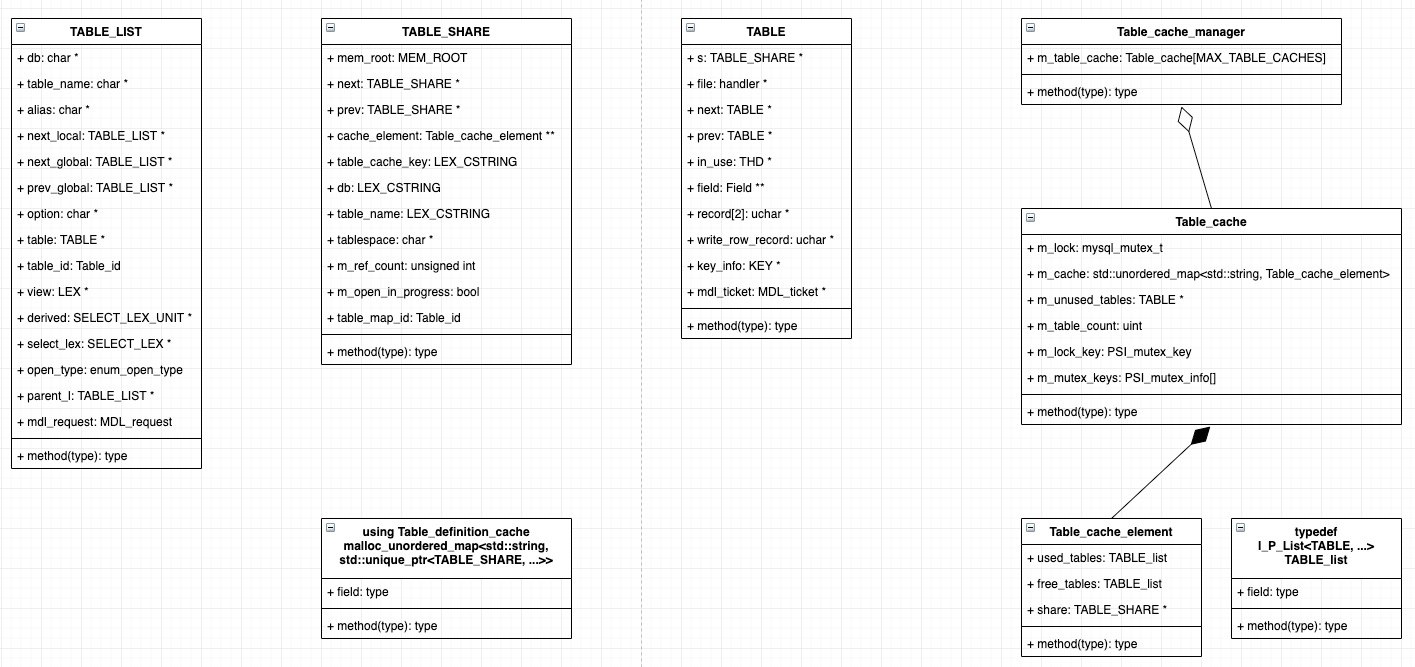 TABLE_LIST
+ db: char *
+ table_name: char *
+ alias: char *
+ next_local: TABLE_LIST *
+ next_global: TABLE_LIST *
+ prev_global: TABLE_LIST *
+ option: char *
+ table: TABLE *
+ table_id: Table_id
+ view: LEX *
+ derived: SELECT_LEX_UNIT *
+ select_lex: SELECT_LEX *
+ open_type: enum_open_type
+ parent_l: TABLE_LIST *
+ mdl_request: MDL_request
+ method(type): type
TABLE_SHARE
+ mem_root: MEM_ROOT
+ next: TABLE_SHARE *
+ prev: TABLE_SHARE *
+ cache_element: Table_cache_element **
+ table_cache_key: LEX_CSTRING
+ db: LEX_CSTRING
+ table_name: LEX_CSTRING
+ tablespace: char *
+ m_ref_count: unsigned int
+ m_open_in_progress: bool
+ table_map_id: Table_id
+ method(type): type
TABLE
+ s: TABLE_SHARE *
+ file: handler *
+ next: TABLE *
+ prev: TABLE *
+ in_use: THD *
+ field: Field **
+ record[2]: uchar *
+ write_row_record: uchar *
+ key_info: KEY *
+ mdl_ticket: MDL_ticket *
+ method(type): type
Table_cache_manager
+ m_table_cache: Table_cache[MAX_TABLE_CACHES]
+ method(type): type
Table_cache
+ m_lock: mysql_mutex_t
+ m_cache: std::unordered_map<std::string, Table_cache_element>
+ m_unused_tables: TABLE *
+ m_table_count: uint
+ m_lock_key: PSI_mutex_key
+ m_mutex_keys: PSI_mutex_info[]
+ method(type): type
using Table_definition_cache
malloc_unordered_map<std::string,
std::unique_ptr<TABLE_SHARE, ...>>
+ field: type
+ method(type): type
Table_cache_element
+ used_tables: TABLE_list
+ free_tables: TABLE_list
+ share: TABLE_SHARE *
+ method(type): type
typedef
I_P_List<TABLE, ...>
TABLE_list
+ field: type
+ method(type): type